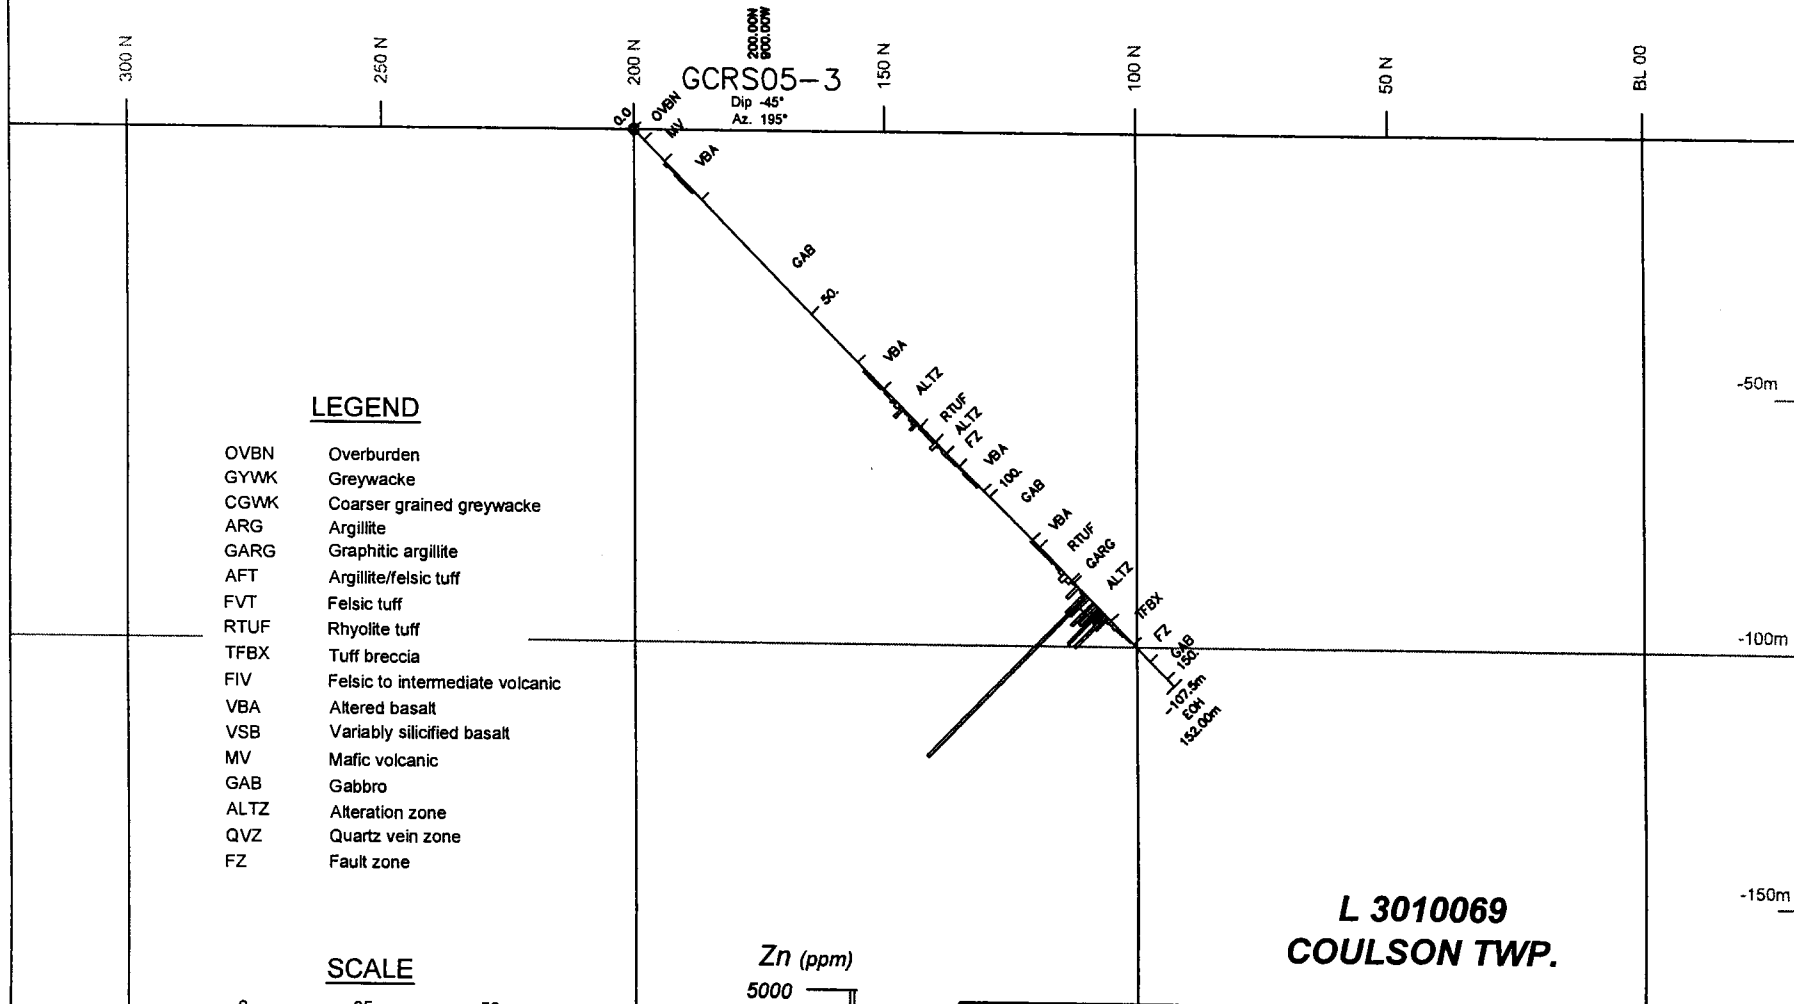 300 N
250 N
200 N
200.00N
900.00W
150 N
100 N
50 N
BL 00
GCRS05-3
Dip -45°
Az. 195°
0.0
OVBN
MV
VBA
GAB
50.
VBA
ALTZ
RTUF
ALTZ
FZ
VBA
100.
GAB
VBA
RTUF
GARG
ALTZ
TFBX
FZ
GAB
150.
-107.5m
EOH
152.00m
-50m
-100m
-150m
LEGEND
OVBN Overburden
GYWK Greywacke
CGWK Coarser grained greywacke
ARG Argillite
GARG Graphitic argillite
AFT Argillite/felsic tuff
FVT Felsic tuff
RTUF Rhyolite tuff
TFBX Tuff breccia
FIV Felsic to intermediate volcanic
VBA Altered basalt
VSB Variably silicified basalt
MV Mafic volcanic
GAB Gabbro
ALTZ Alteration zone
QVZ Quartz vein zone
FZ Fault zone
L 3010069
COULSON TWP.
SCALE
Zn (ppm)
5000